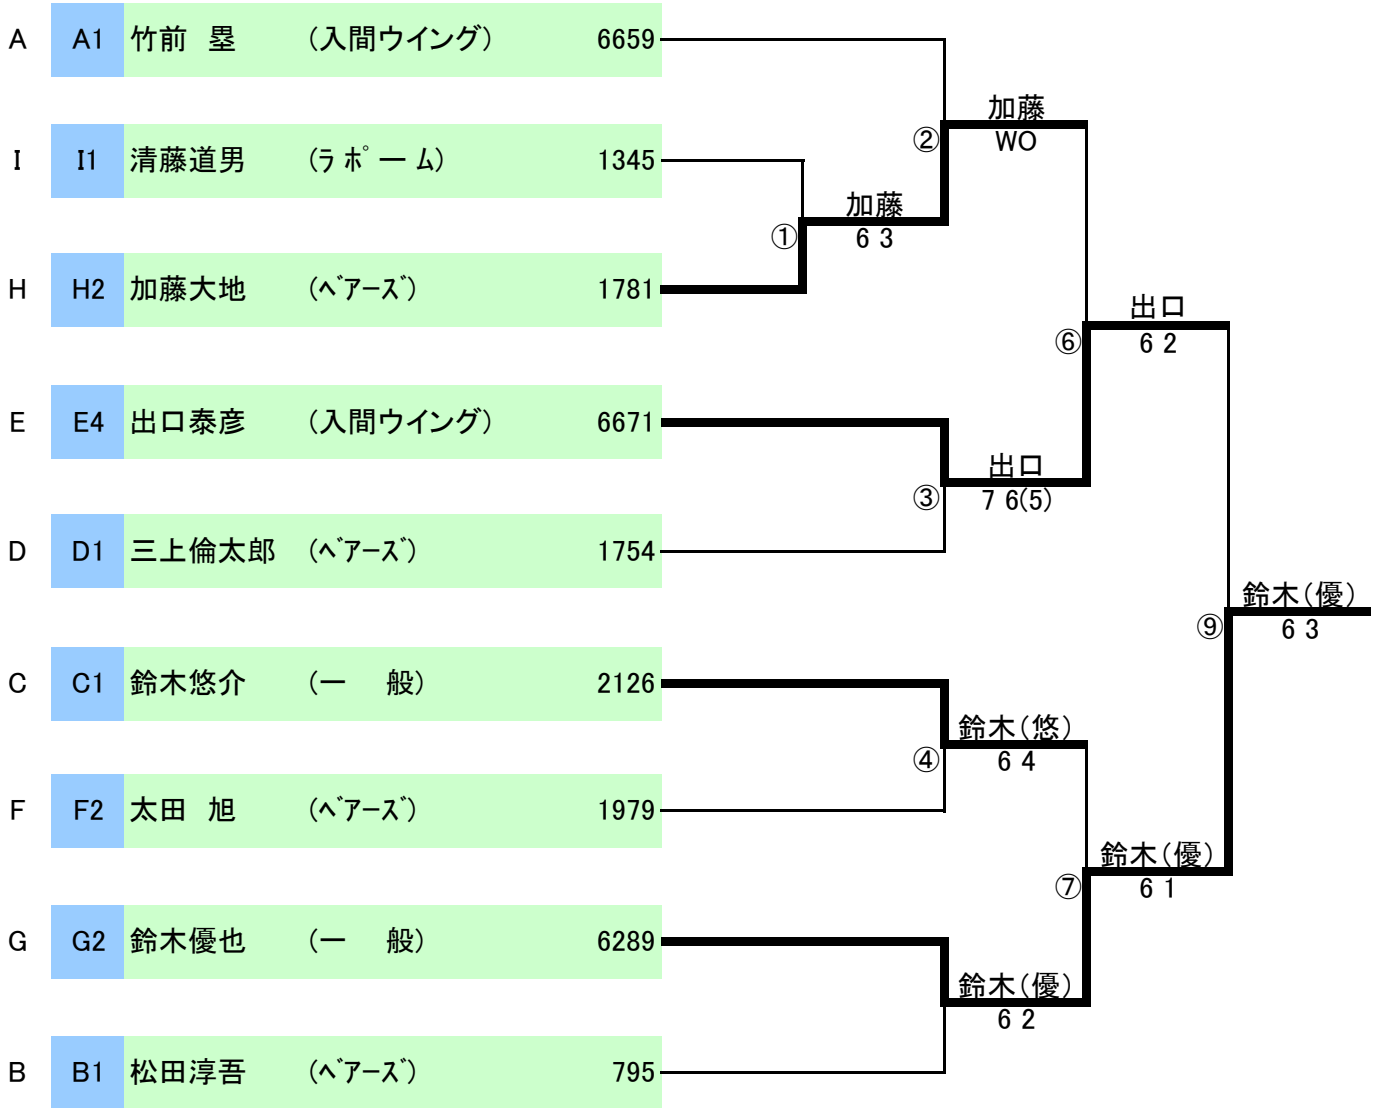 A A1 竹前 塁 (入間ウイング) 6659
加藤
② WO
I I1 清藤道男 (ラポーム) 1345
加藤
① 6 3
H H2 加藤大地 (ベアーズ) 1781
出口
⑥ 6 2
E E4 出口泰彦 (入間ウイング) 6671
出口
③ 7 6(5)
D D1 三上倫太郎 (ベアーズ) 1754
鈴木(優)
⑨ 6 3
C C1 鈴木悠介 (一 般) 2126
鈴木(悠)
④ 6 4
F F2 太田 旭 (ベアーズ) 1979
鈴木(優)
⑦ 6 1
G G2 鈴木優也 (一 般) 6289
鈴木(優)
6 2
B B1 松田淳吾 (ベアーズ) 795